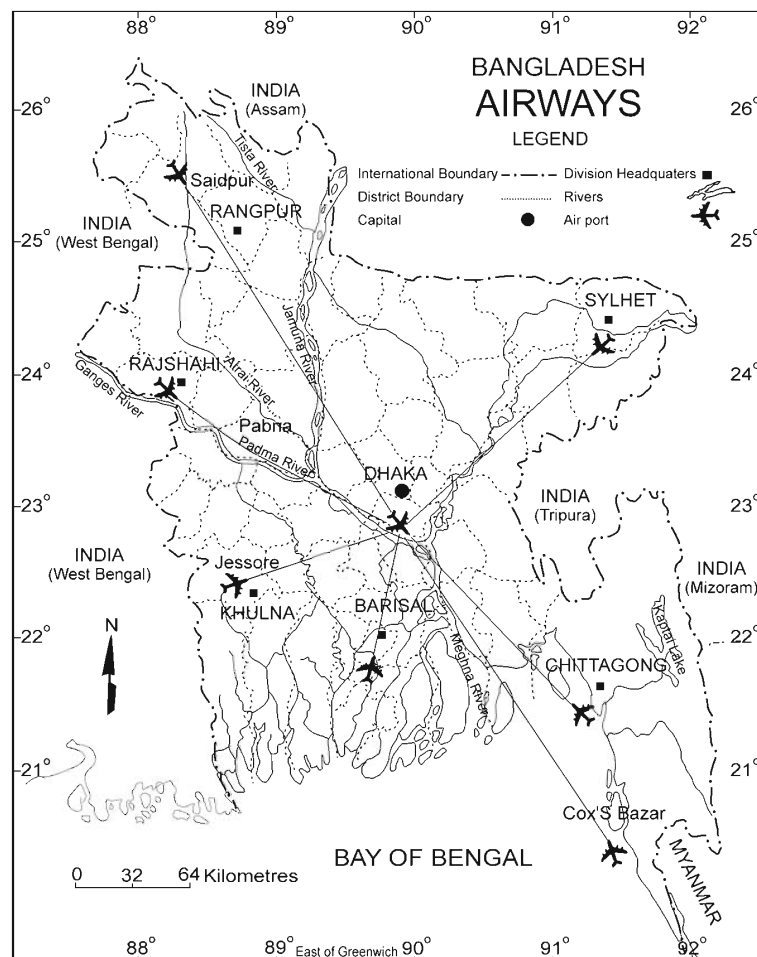 88° 89° 90° 91° 92°
BANGLADESH
AIRWAYS
LEGEND
International Boundary
Division Headquaters
District Boundary
Rivers
Capital
Air port
26°
26°
INDIA
(Assam)
Tista River
Saidpur
RANGPUR
INDIA
(West Bengal)
25°
25°
SYLHET
Jamuna River
RAJSHAHI
Atrai River
Ganges River
24°
24°
Pabna
Padma River
DHAKA
23°
23°
INDIA
(Tripura)
INDIA
(West Bengal)
Jessore
KHULNA
BARISAL
INDIA
(Mizoram)
Kaptai Lake
N
22°
22°
Meghna River
CHITTAGONG
21°
21°
Cox'S Bazar
BAY OF BENGAL
MYANMAR
0 32 64 Kilometres
88° 89° East of Greenwich 90° 91° 92°